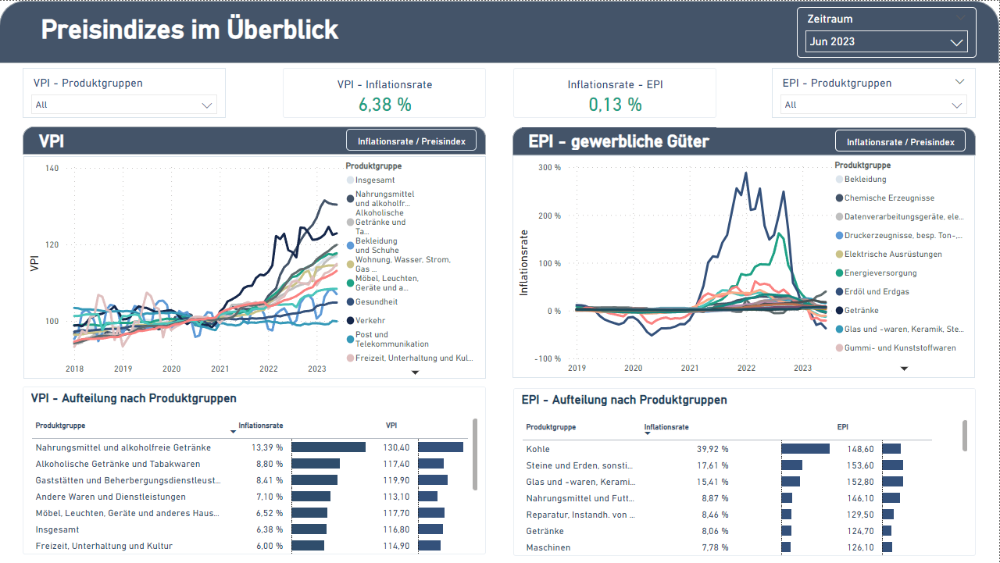 Preisindizes im Überblick
Zeitraum
Jun 2023
VPI - Produktgruppen
All
VPI - Inflationsrate
6,38 %
Inflationsrate - EPI
0,13 %
EPI - Produktgruppen
All
VPI
Inflationsrate / Preisindex
140
120
100
VPI
2018 2019 2020 2021 2022 2023
Produktgruppe
Insgesamt
Nahrungsmittel
und alkoholfr...
Alkoholische
Getränke und
Ta...
Bekleidung
und Schuhe
Wohnung, Wasser, Strom,
Gas ...
Möbel, Leuchten,
Geräte und a...
Gesundheit
Verkehr
Post und
Telekommunikation
Freizeit, Unterhaltung und Kul...
EPI - gewerbliche Güter
Inflationsrate / Preisindex
300 %
200 %
100 %
0 %
-100 %
Inflationsrate
2019 2020 2021 2022 2023
Produktgruppe
Bekleidung
Chemische Erzeugnisse
Datenverarbeitungsgeräte, ele...
Druckerzeugnisse, besp. Ton-,...
Elektrische Ausrüstungen
Energieversorgung
Erdöl und Erdgas
Getränke
Glas und -waren, Keramik, Ste...
Gummi- und Kunststoffwaren
VPI - Aufteilung nach Produktgruppen
Produktgruppe Inflationsrate VPI
Nahrungsmittel und alkoholfreie Getränke 13,39 % 130,40
Alkoholische Getränke und Tabakwaren 8,80 % 117,40
Gaststätten und Beherbergungsdienstleust... 8,41 % 119,90
Andere Waren und Dienstleistungen 7,10 % 113,10
Möbel, Leuchten, Geräte und anderes Haus... 6,52 % 117,70
Insgesamt 6,38 % 116,80
Freizeit, Unterhaltung und Kultur 6,00 % 114,90
EPI - Aufteilung nach Produktgruppen
Produktgruppe Inflationsrate EPI
Kohle 39,92 % 148,60
Steine und Erden, sonsti... 17,61 % 153,60
Glas und -waren, Kerami... 15,41 % 152,80
Nahrungsmittel und Futt... 8,87 % 146,10
Reparatur, Instandh. von ... 8,46 % 129,50
Getränke 8,06 % 124,70
Maschinen 7,78 % 126,10